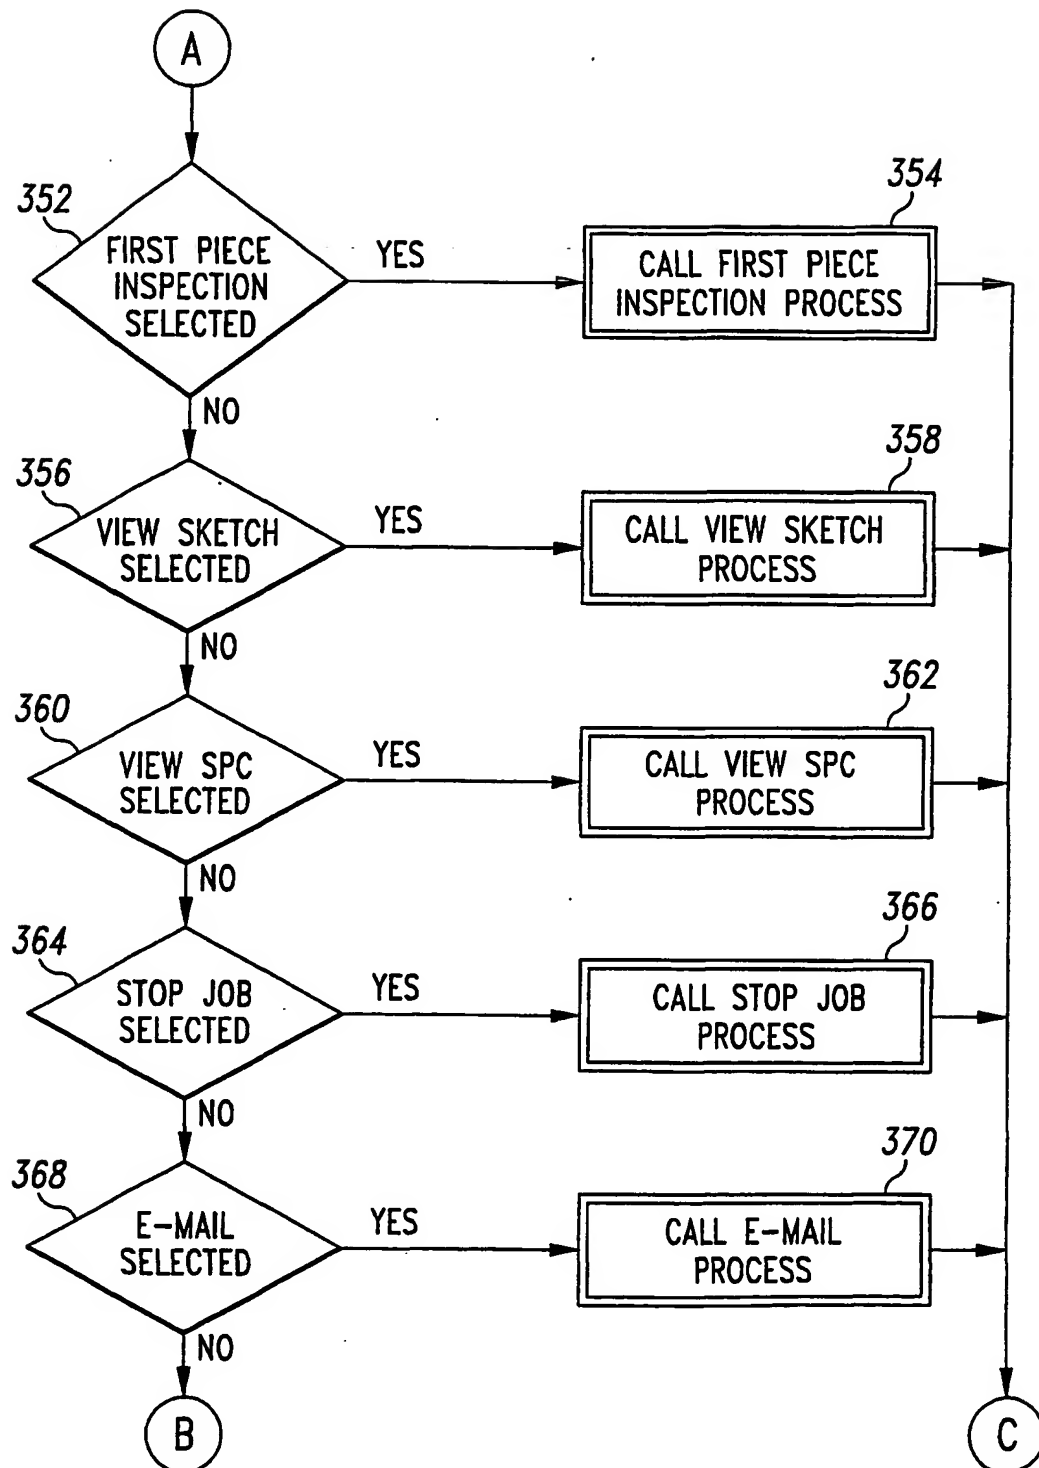 A
352
FIRST PIECE
INSPECTION
SELECTED
YES
354
CALL FIRST PIECE
INSPECTION PROCESS
NO
356
VIEW SKETCH
SELECTED
YES
358
CALL VIEW SKETCH
PROCESS
NO
360
VIEW SPC
SELECTED
YES
362
CALL VIEW SPC
PROCESS
NO
364
STOP JOB
SELECTED
YES
366
CALL STOP JOB
PROCESS
NO
368
E-MAIL
SELECTED
YES
370
CALL E-MAIL
PROCESS
NO
B
C